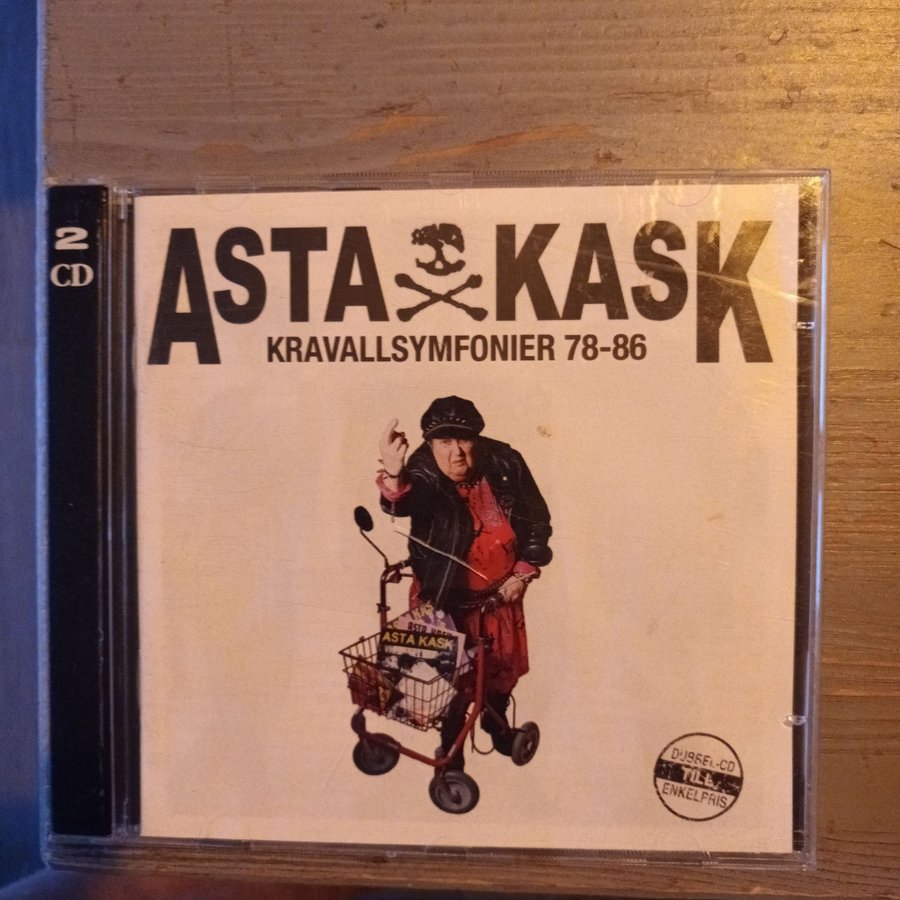 2
CD
ASTA KASK
KRAVALLSYMFONIER 78-86
ASTA KASK
DUBBEL-CD
TILL
ENKELPRIS